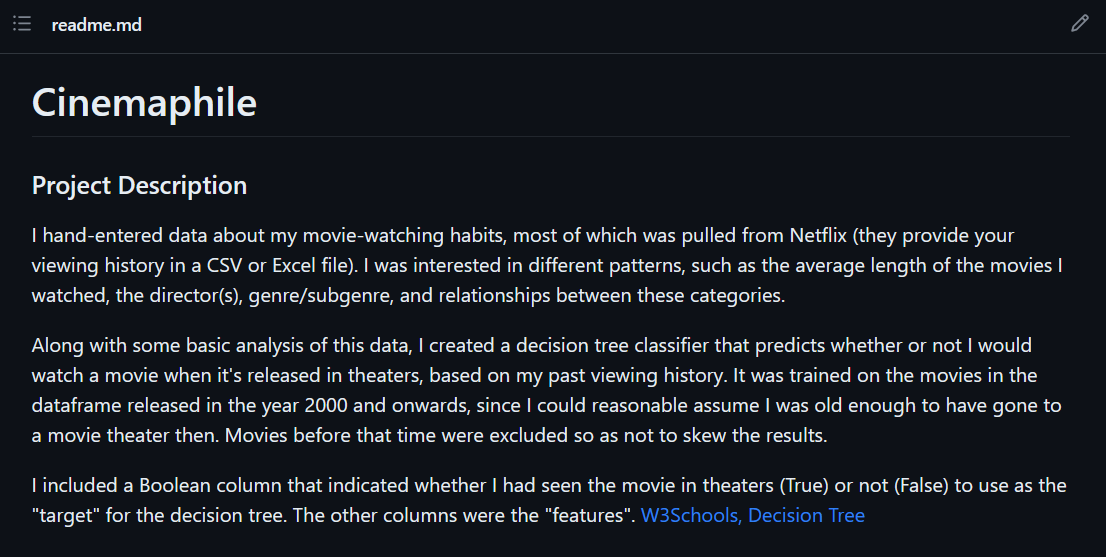 readme.md
Cinemaphile
Project Description
I hand-entered data about my movie-watching habits, most of which was pulled from Netflix (they provide your
viewing history in a CSV or Excel file). I was interested in different patterns, such as the average length of the movies I
watched, the director(s), genre/subgenre, and relationships between these categories.
Along with some basic analysis of this data, I created a decision tree classifier that predicts whether or not I would
watch a movie when it's released in theaters, based on my past viewing history. It was trained on the movies in the
dataframe released in the year 2000 and onwards, since I could reasonable assume I was old enough to have gone to
a movie theater then. Movies before that time were excluded so as not to skew the results.
I included a Boolean column that indicated whether I had seen the movie in theaters (True) or not (False) to use as the
"target" for the decision tree. The other columns were the "features". W3Schools, Decision Tree